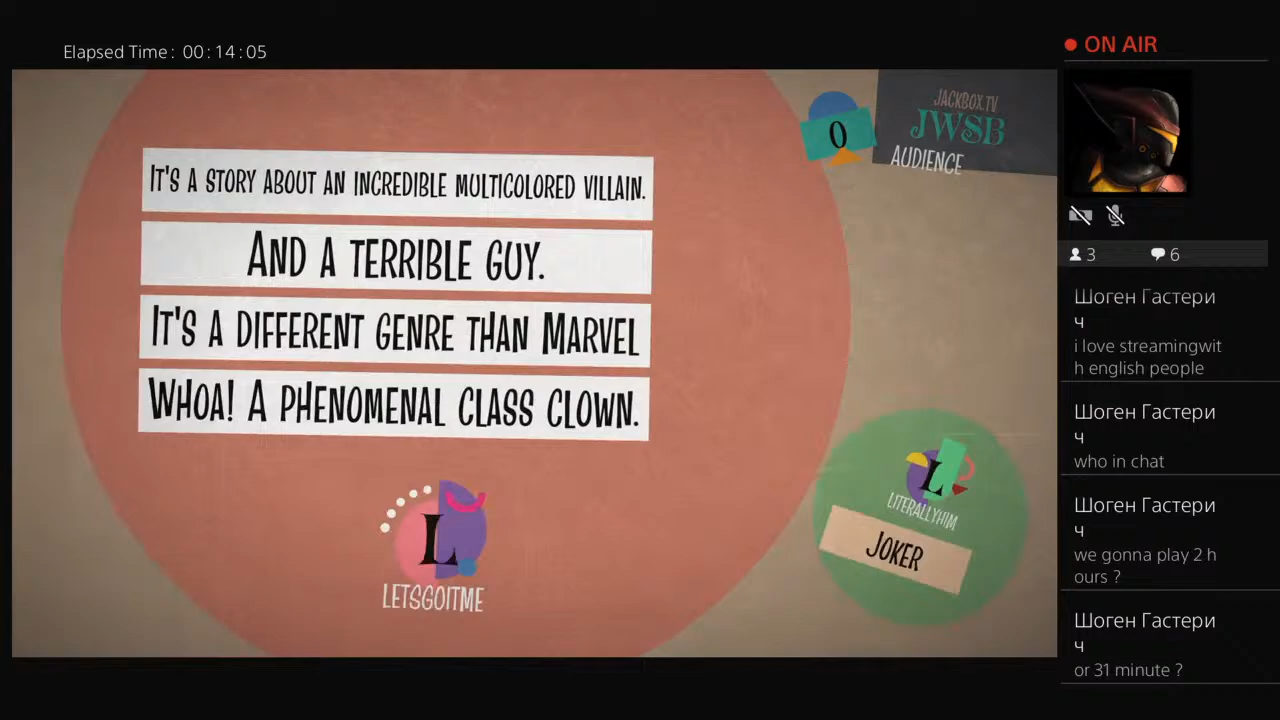 Elapsed Time: 00:14:05
ON AIR
It's a story about an incredible multicolored villain.
And a terrible guy.
It's a different genre than Marvel
Whoa! A phenomenal class clown.
L
LETSGOITME
0
JACKBOX.TV
JWSB
AUDIENCE
L
LITERALLYHIM
JOKER
3
6
Шоген Гастери
ч
i love streamingwit
h english people
Шоген Гастери
ч
who in chat
Шоген Гастери
ч
we gonna play 2 h
ours ?
Шоген Гастери
ч
or 31 minute ?